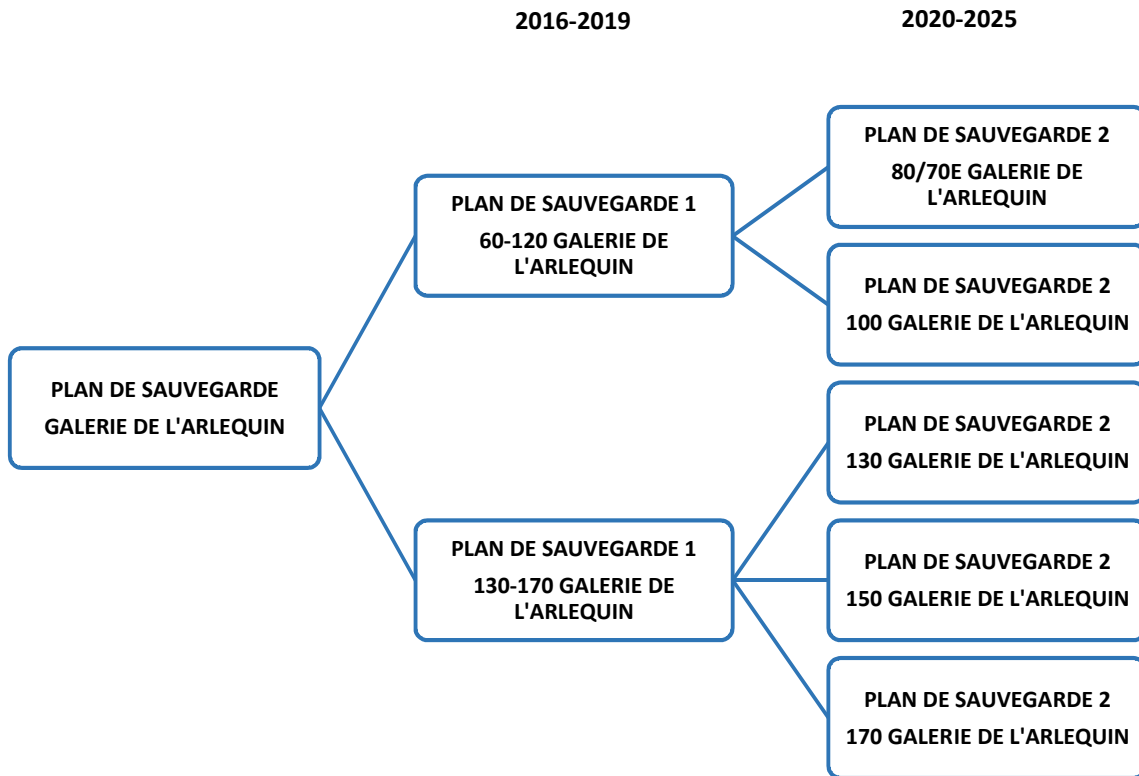 2016-2019
2020-2025
PLAN DE SAUVEGARDE
GALERIE DE L'ARLEQUIN
PLAN DE SAUVEGARDE 1
60-120 GALERIE DE
L'ARLEQUIN
PLAN DE SAUVEGARDE 2
80/70E GALERIE DE
L'ARLEQUIN
PLAN DE SAUVEGARDE 2
100 GALERIE DE L'ARLEQUIN
PLAN DE SAUVEGARDE 1
130-170 GALERIE DE
L'ARLEQUIN
PLAN DE SAUVEGARDE 2
130 GALERIE DE L'ARLEQUIN
PLAN DE SAUVEGARDE 2
150 GALERIE DE L'ARLEQUIN
PLAN DE SAUVEGARDE 2
170 GALERIE DE L'ARLEQUIN